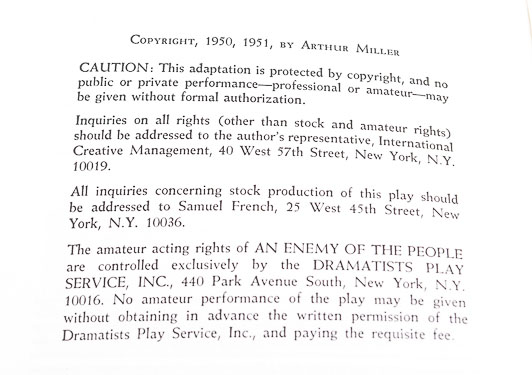 Copyright, 1950, 1951, by Arthur Miller
CAUTION: This adaptation is protected by copyright, and no
public or private performance—professional or amateur—may
be given without formal authorization.
Inquiries on all rights (other than stock and amateur rights)
should be addressed to the author's representative, International
Creative Management, 40 West 57th Street, New York, N.Y.
10019.
All inquiries concerning stock production of this play should
be addressed to Samuel French, 25 West 45th Street, New
York, N.Y. 10036.
The amateur acting rights of AN ENEMY OF THE PEOPLE
are controlled exclusively by the DRAMATISTS PLAY
SERVICE, INC., 440 Park Avenue South, New York, N.Y.
10016. No amateur performance of the play may be given
without obtaining in advance the written permission of the
Dramatists Play Service, Inc., and paying the requisite fee.